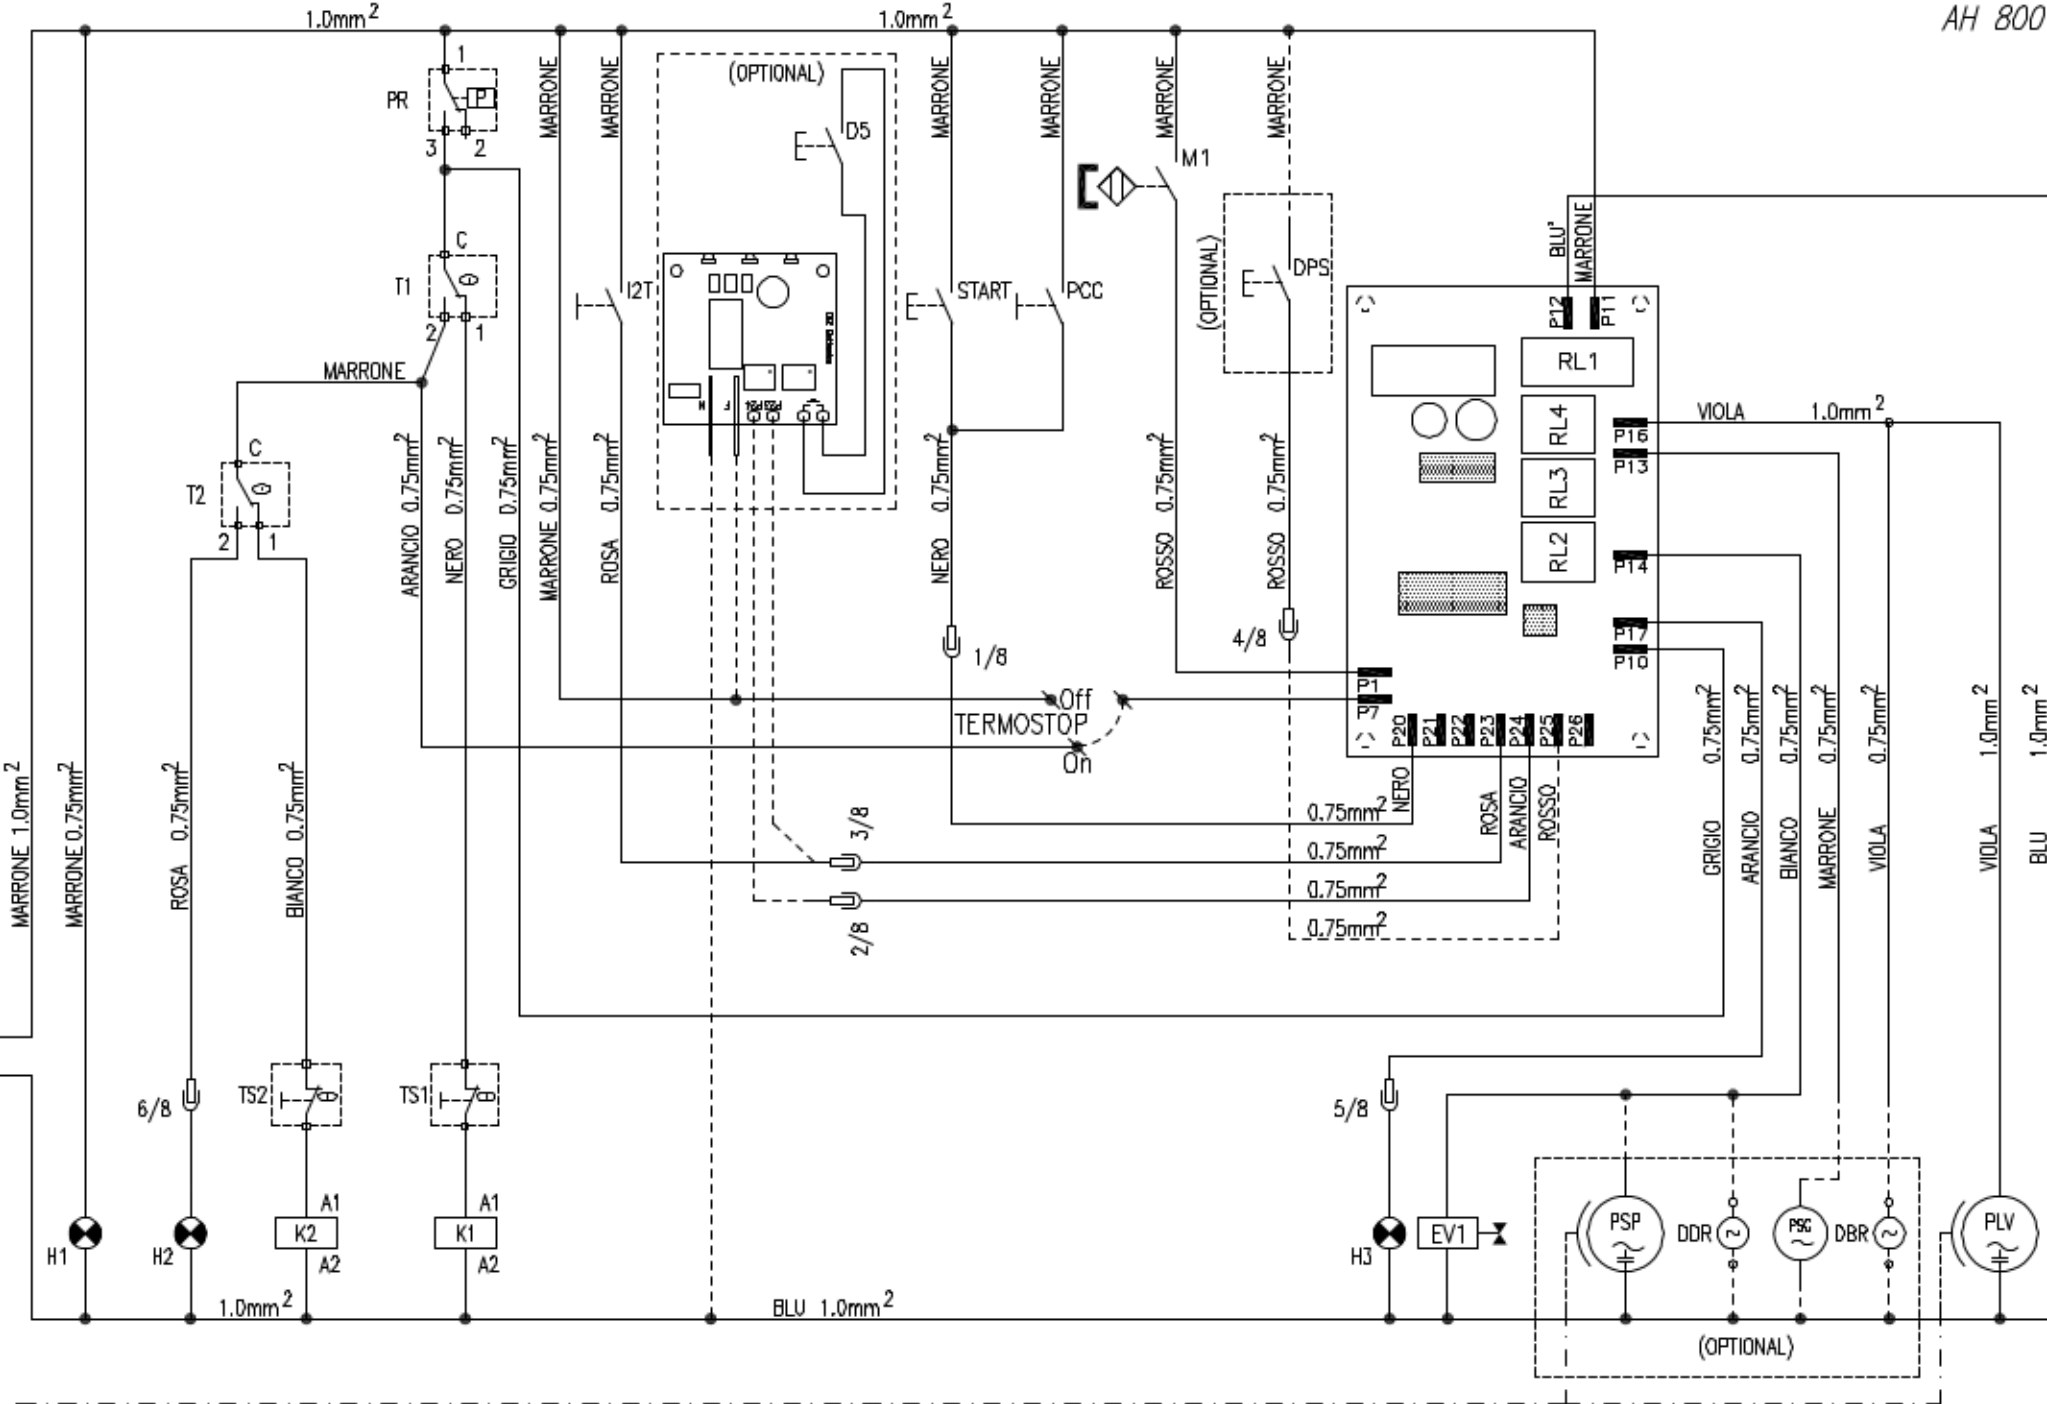 AH 800
1.0mm²
1.0mm²
1
PR
P
3
2
MARRONE
MARRONE
(OPTIONAL)
D5
MARRONE
MARRONE
MARRONE
MARRONE
M1
C
T1
2
1
I2T
START
PCC
(OPTIONAL)
DPS
BLU'
MARRONE
P12
P11
RL1
MARRONE
N
F
P24
P23
RL4
RL3
RL2
P16
P13
P14
P17
P10
VIOLA
1.0mm²
C
T2
2
1
ARANCIO 0.75mm²
NERO 0.75mm²
GRIGIO 0.75mm²
MARRONE 0.75mm²
ROSA 0.75mm²
NERO 0.75mm²
ROSSO 0.75mm²
ROSSO 0.75mm²
1/8
4/8
P1
P7
Off
TERMOSTOP
On
P20
P21
P22
P23
P24
P25
P26
NERO
ROSA
ARANCIO
ROSSO
0.75mm²
0.75mm²
0.75mm²
0.75mm²
3/8
2/8
MARRONE 1.0mm²
MARRONE 0.75mm²
ROSA 0.75mm²
BIANCO 0.75mm²
GRIGIO 0.75mm²
ARANCIO 0.75mm²
BIANCO 0.75mm²
MARRONE 0.75mm²
VIOLA 0.75mm²
VIOLA 1.0mm²
BLU 1.0mm²
6/8
TS2
TS1
5/8
A1
A1
H1
H2
K2
K1
A2
A2
H3
EV1
PSP
DDR
PSC
DBR
PLV
1.0mm²
BLU 1.0mm²
(OPTIONAL)